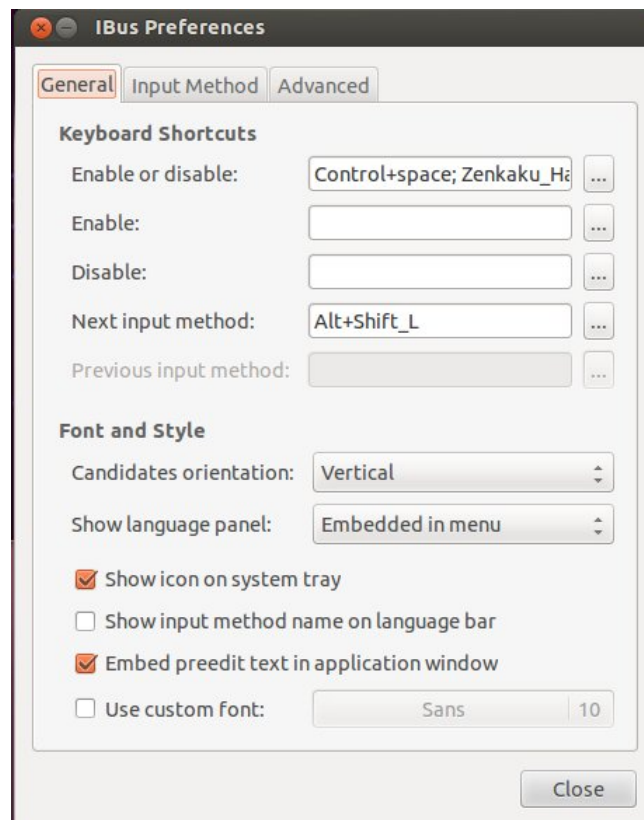 IBus Preferences
General Input Method Advanced
Keyboard Shortcuts
Enable or disable: Control+space; Zenkaku_Ha ...
Enable: ...
Disable: ...
Next input method: Alt+Shift_L ...
Previous input method: ...
Font and Style
Candidates orientation: Vertical
Show language panel: Embedded in menu
Show icon on system tray
Show input method name on language bar
Embed preedit text in application window
Use custom font: Sans 10
Close